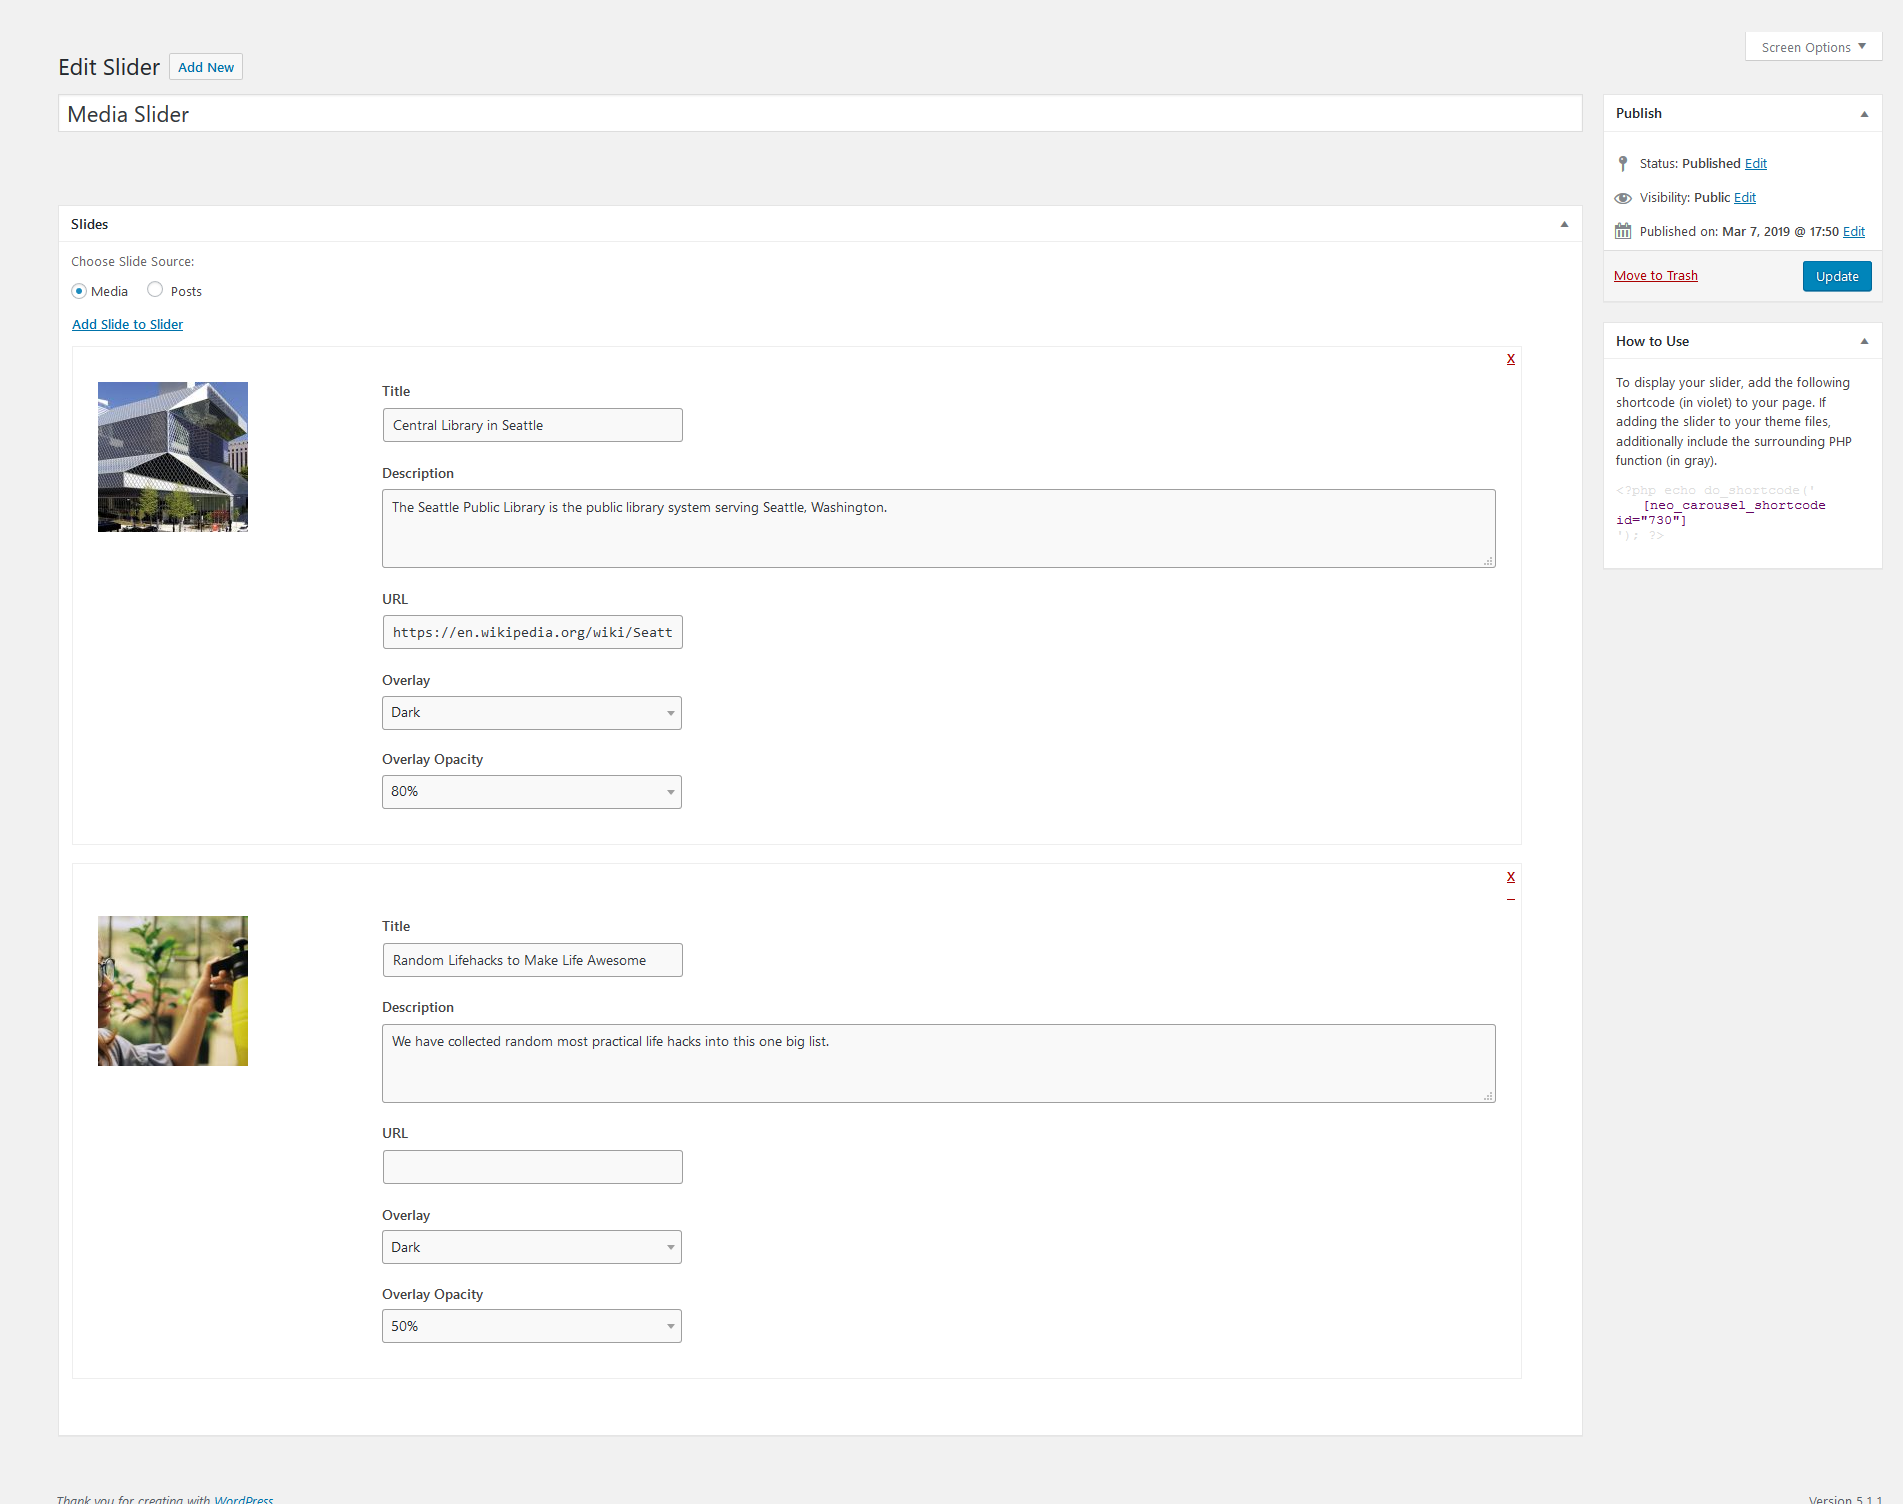 Screen Options
Edit Slider Add New
Media Slider
Slides
Choose Slide Source:
Media Posts
Add Slide to Slider
X
Title
Central Library in Seattle
Description
The Seattle Public Library is the public library system serving Seattle, Washington.
URL
https://en.wikipedia.org/wiki/Seatt
Overlay
Dark
Overlay Opacity
80%
X
–
Title
Random Lifehacks to Make Life Awesome
Description
We have collected random most practical life hacks into this one big list.
URL
Overlay
Dark
Overlay Opacity
50%
Publish
Status: Published Edit
Visibility: Public Edit
Published on: Mar 7, 2019 @ 17:50 Edit
Move to Trash Update
How to Use
To display your slider, add the following
shortcode (in violet) to your page. If
adding the slider to your theme files,
additionally include the surrounding PHP
function (in gray).
<?php echo do_shortcode('
[neo_carousel_shortcode
id="730"]
'); ?>
Thank you for creating with WordPress
Version 5.1.1